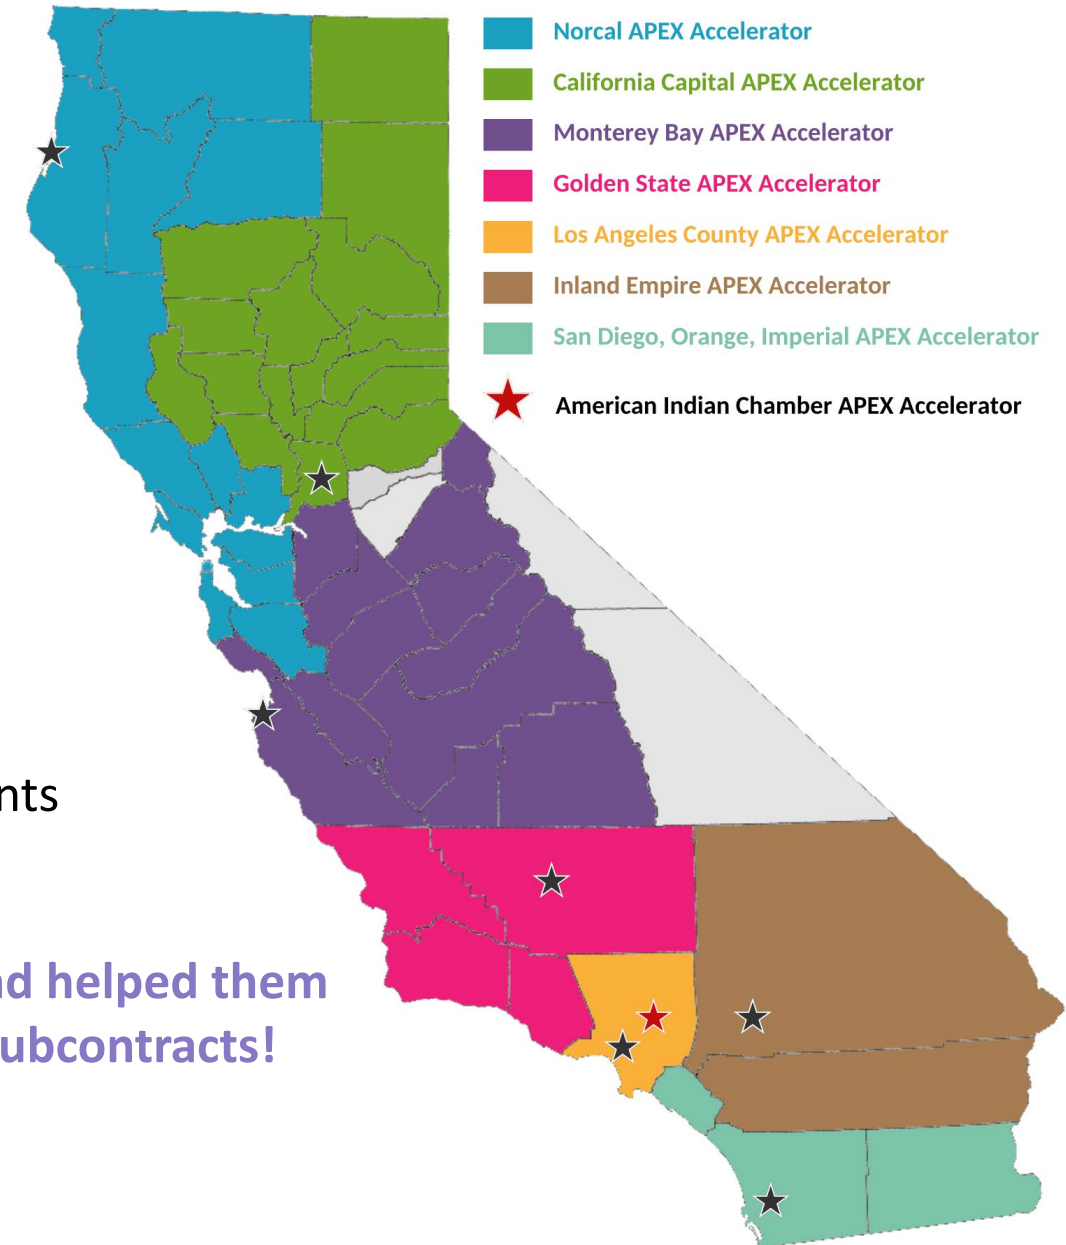 Norcal APEX Accelerator
California Capital APEX Accelerator
Monterey Bay APEX Accelerator
Golden State APEX Accelerator
Los Angeles County APEX Accelerator
Inland Empire APEX Accelerator
San Diego, Orange, Imperial APEX Accelerator
American Indian Chamber APEX Accelerator
nts
d helped them
ubcontracts!